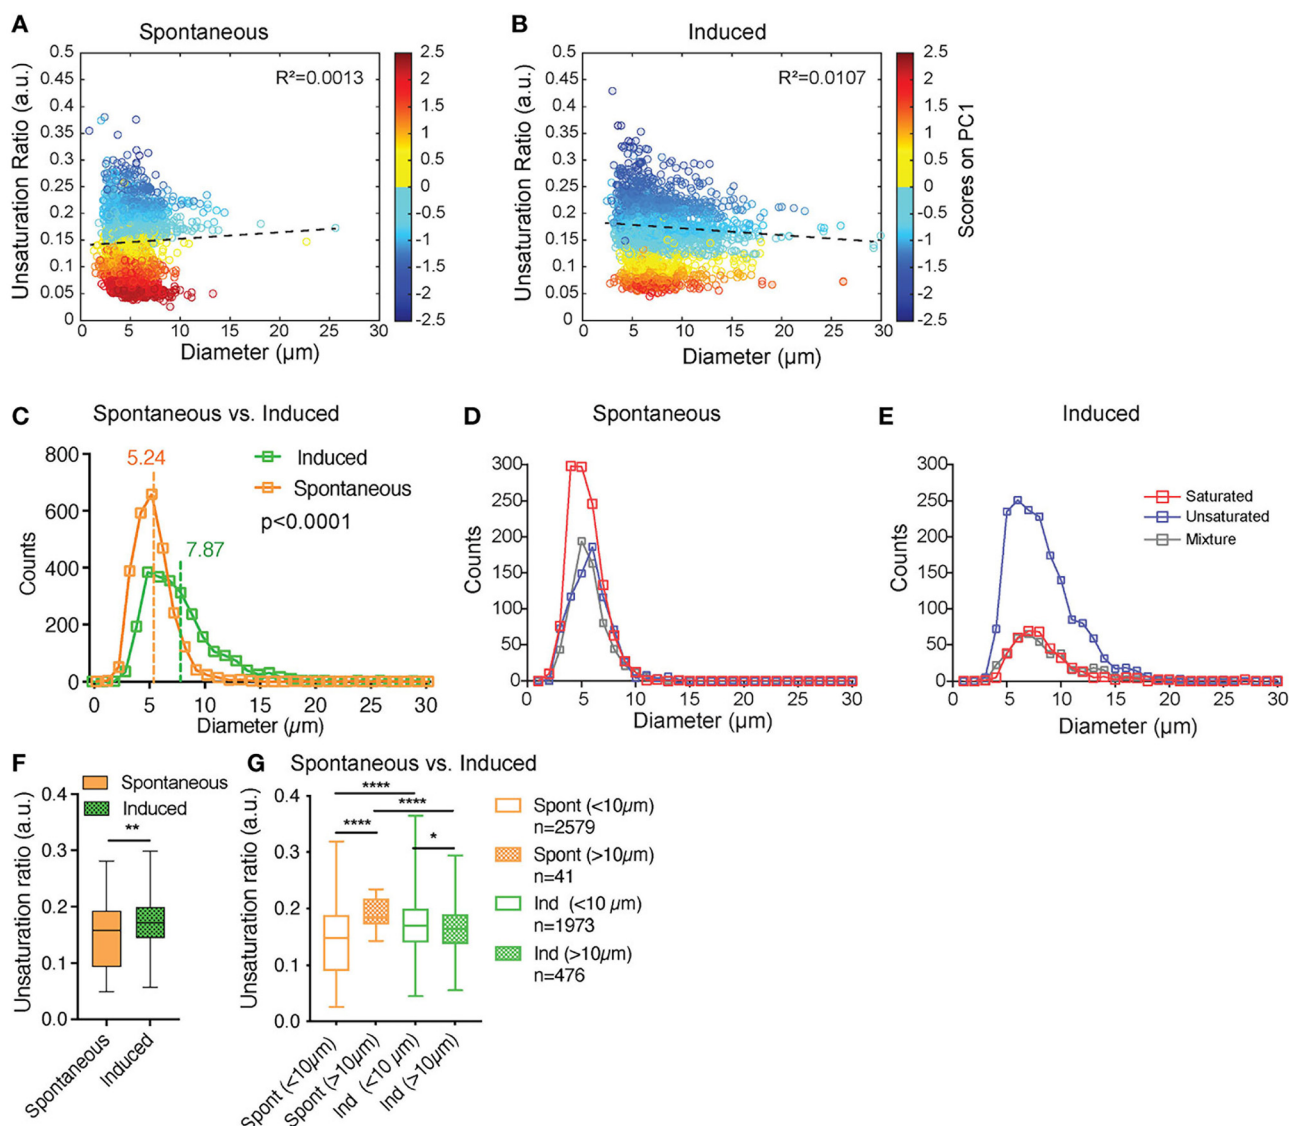 A
Spontaneous
R²=0.0013
Unsaturation Ratio (a.u.)
0.5
0.45
0.4
0.35
0.3
0.25
0.2
0.15
0.1
0.05
0
0 5 10 15 20 25 30
Diameter (µm)
2.5
2
1.5
1
0.5
0
-0.5
-1
-1.5
-2
-2.5
B
Induced
R²=0.0107
Unsaturation Ratio (a.u.)
0.5
0.45
0.4
0.35
0.3
0.25
0.2
0.15
0.1
0.05
0
0 5 10 15 20 25 30
Diameter (µm)
2.5
2
1.5
1
0.5
0
-0.5
-1
-1.5
-2
-2.5
Scores on PC1
C
Spontaneous vs. Induced
5.24
7.87
Induced
Spontaneous
p<0.0001
Counts
800
600
400
200
0
0 5 10 15 20 25 30
Diameter (µm)
D
Spontaneous
Counts
300
250
200
150
100
50
0
0 5 10 15 20 25 30
Diameter (µm)
E
Induced
Saturated
Unsaturated
Mixture
Counts
300
250
200
150
100
50
0
0 5 10 15 20 25 30
Diameter (µm)
F
Spontaneous
Induced
**
Unsaturation ratio (a.u.)
0.4
0.3
0.2
0.1
0.0
Spontaneous
Induced
G
Spontaneous vs. Induced
****
****
****
*
Unsaturation ratio (a.u.)
0.4
0.3
0.2
0.1
0.0
Spont (<10µm)
Spont (>10µm)
Ind (<10 µm)
Ind (>10µm)
Spont (<10µm)
n=2579
Spont (>10µm)
n=41
Ind (<10 µm)
n=1973
Ind (>10µm)
n=476